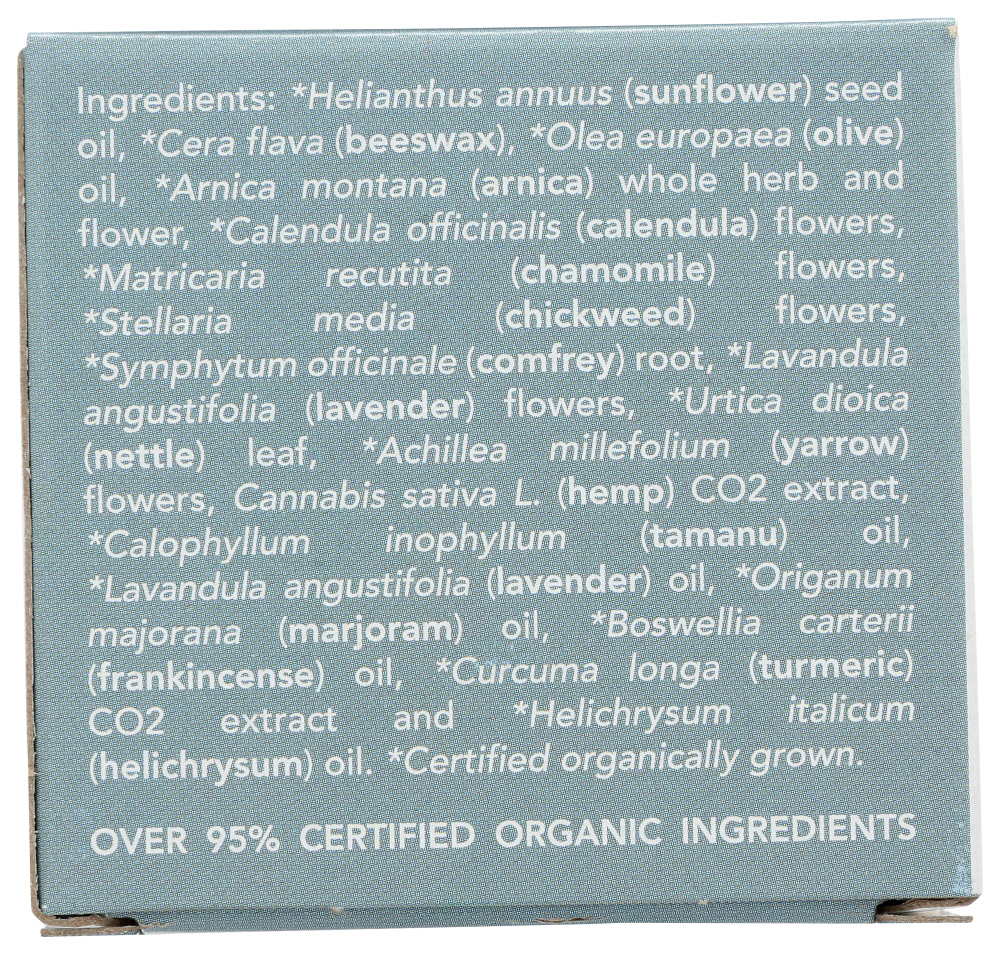 Ingredients: *Helianthus annuus (sunflower) seed
oil, *Cera flava (beeswax), *Olea europaea (olive)
oil, *Arnica montana (arnica) whole herb and
flower, *Calendula officinalis (calendula) flowers,
*Matricaria recutita (chamomile) flowers,
*Stellaria media (chickweed) flowers,
*Symphytum officinale (comfrey) root, *Lavandula
angustifolia (lavender) flowers, *Urtica dioica
(nettle) leaf, *Achillea millefolium (yarrow)
flowers, Cannabis sativa L. (hemp) CO2 extract,
*Calophyllum inophyllum (tamanu) oil,
*Lavandula angustifolia (lavender) oil, *Origanum
majorana (marjoram) oil, *Boswellia carterii
(frankincense) oil, *Curcuma longa (turmeric)
CO2 extract and *Helichrysum italicum
(helichrysum) oil. *Certified organically grown.
OVER 95% CERTIFIED ORGANIC INGREDIENTS